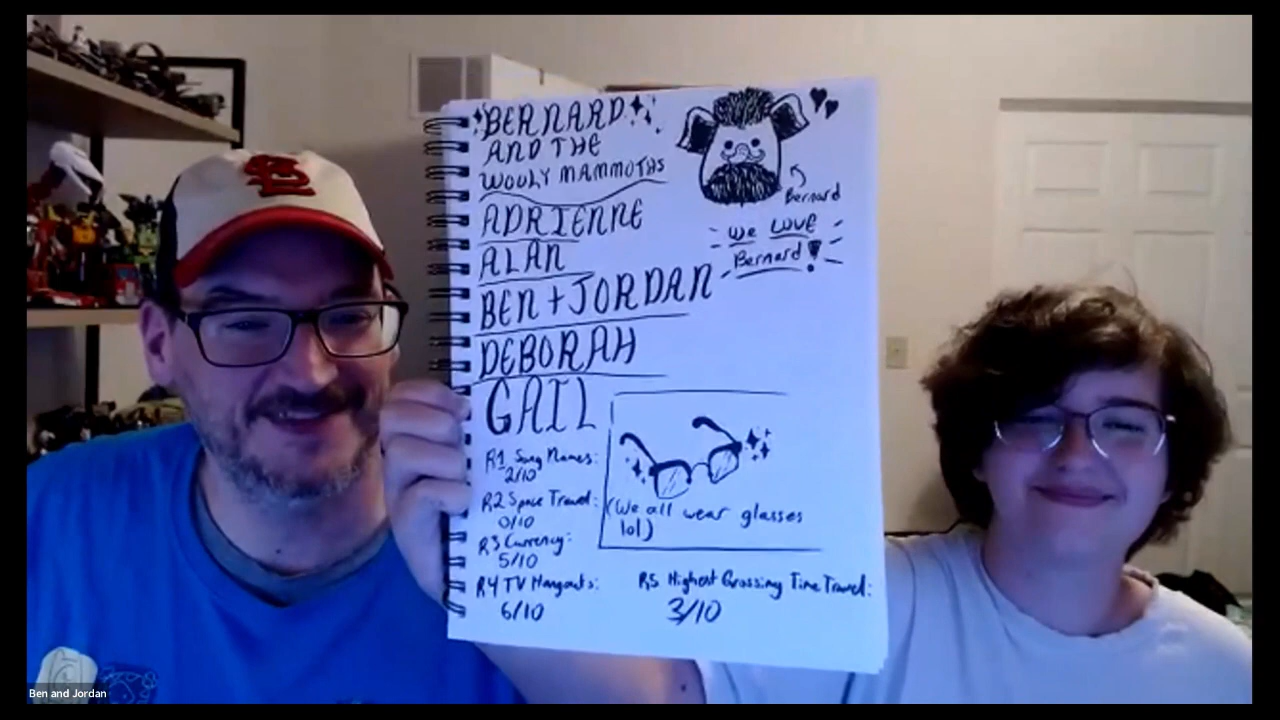 BERNARD
AND THE
WOOLY MAMMOTHS
ADRIENNE
ALAN
BEN + JORDAN
DEBORAH
GAIL
R1 Song Names:
2/10
R2 Space Travel:
0/10
R3 Currency:
5/10
R4 TV Hangouts:
6/10
R5 Highest Grossing Time Travel:
3/10
Bernard
We LOVE
Bernard!
(We all wear glasses
lol)
STL
Ben and Jordan